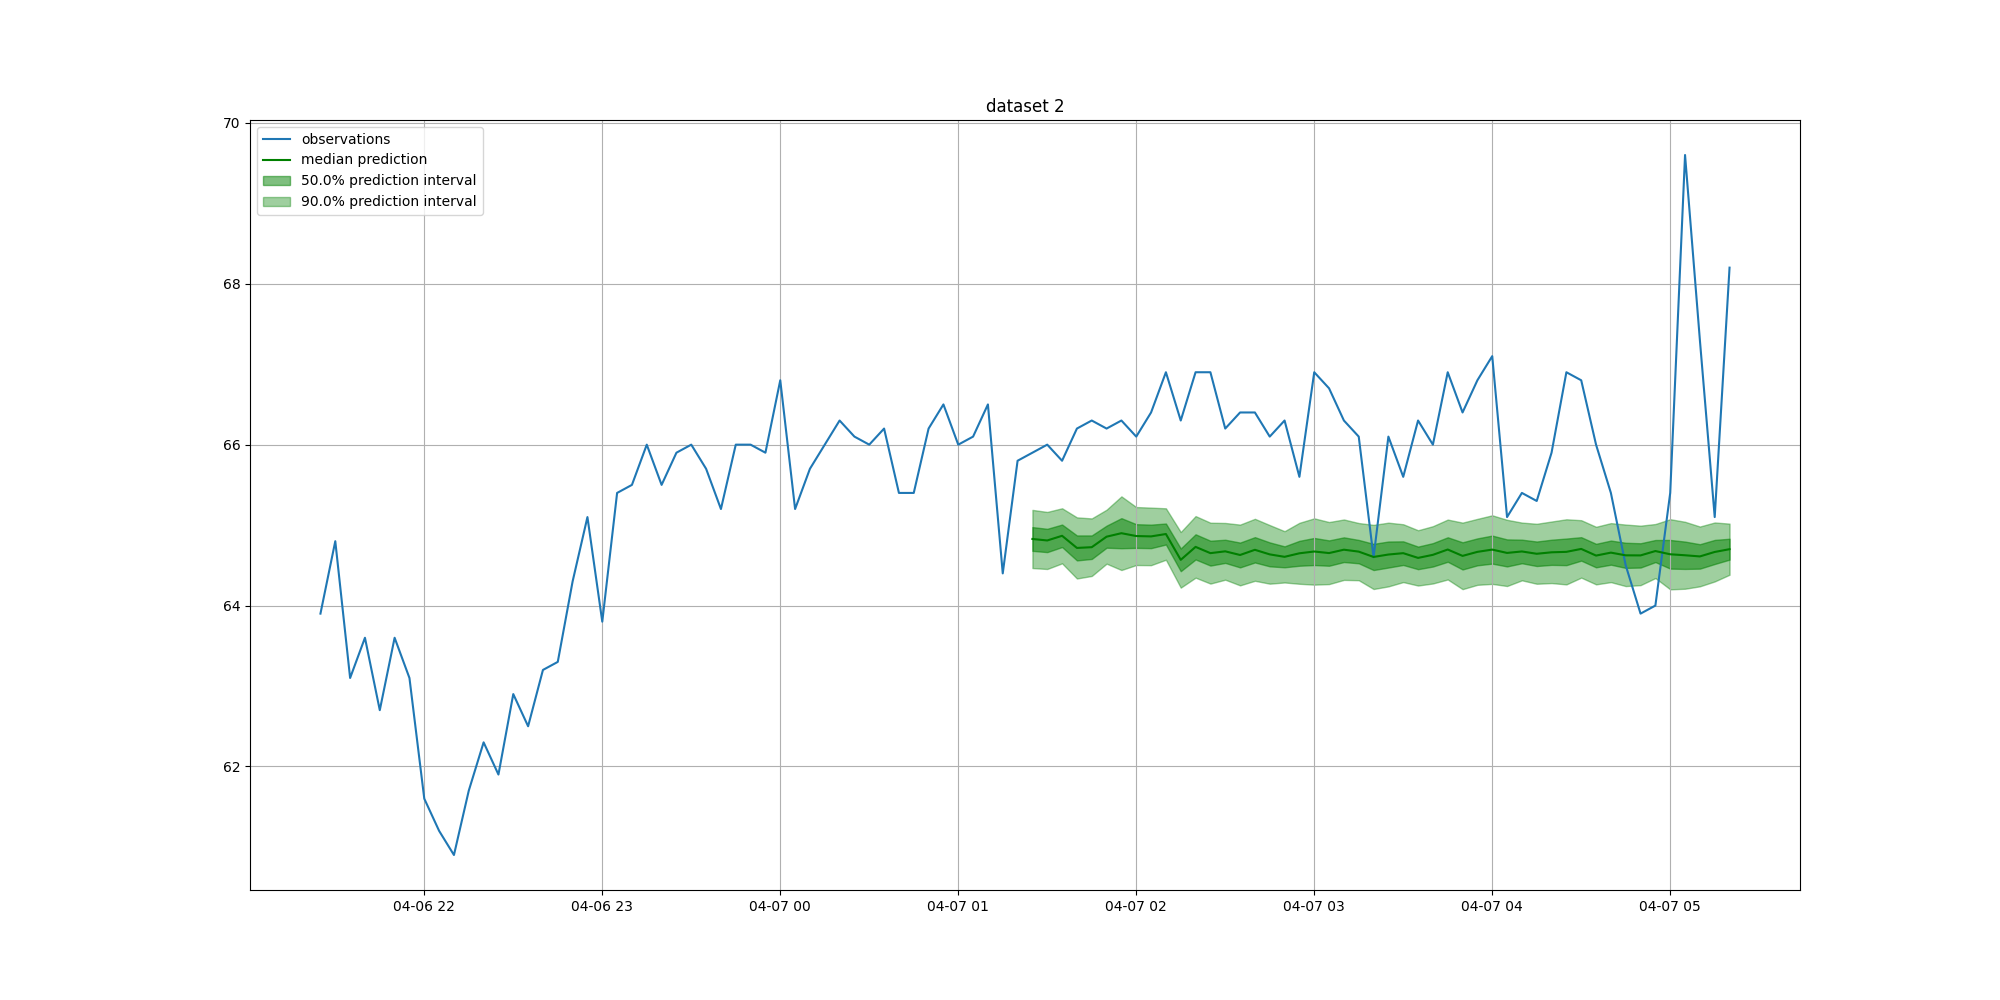 dataset 2
70
68
66
64
62
observations
median prediction
50.0% prediction interval
90.0% prediction interval
04-06 22
04-06 23
04-07 00
04-07 01
04-07 02
04-07 03
04-07 04
04-07 05